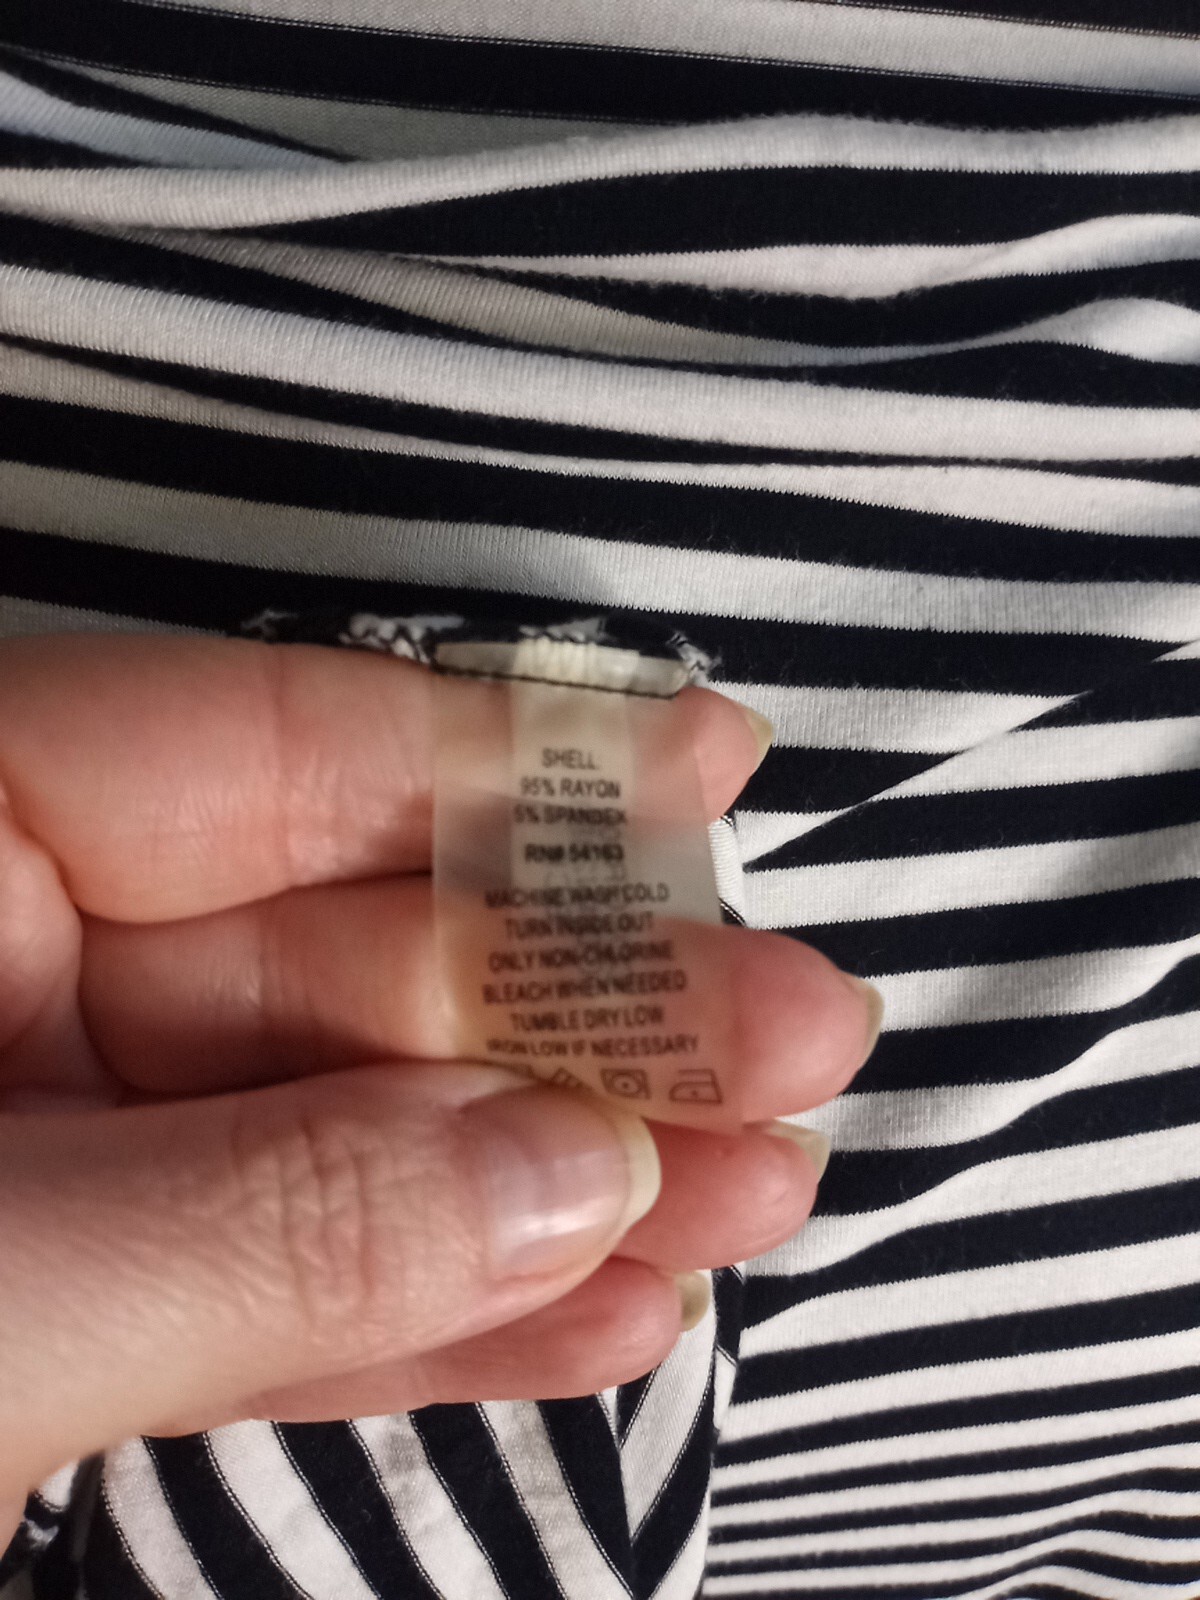 SHELL
95% RAYON
5% SPANDEX
RN# 54163
MACHINE WASH COLD
TURN INSIDE OUT
ONLY NON-CHLORINE
BLEACH WHEN NEEDED
TUMBLE DRY LOW
IRON LOW IF NECESSARY